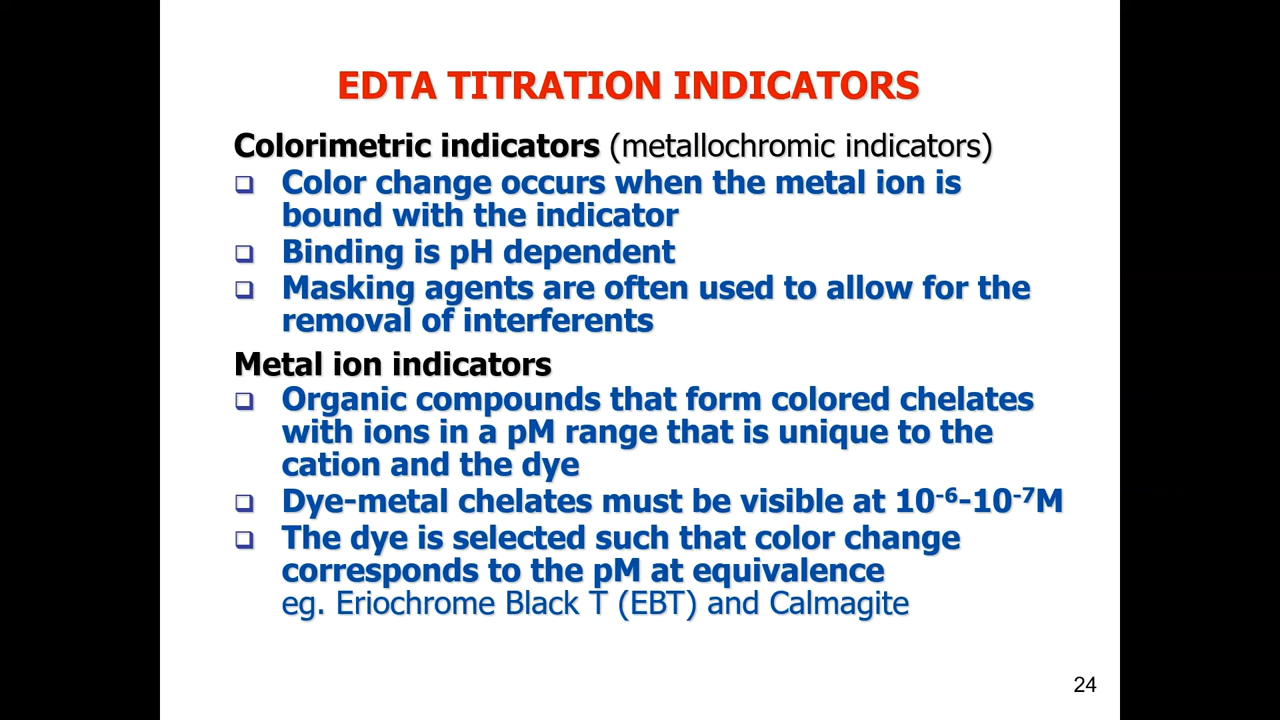 EDTA TITRATION INDICATORS
Colorimetric indicators (metallochromic indicators)
❑ Color change occurs when the metal ion is
bound with the indicator
❑ Binding is pH dependent
❑ Masking agents are often used to allow for the
removal of interferents
Metal ion indicators
❑ Organic compounds that form colored chelates
with ions in a pM range that is unique to the
cation and the dye
❑ Dye-metal chelates must be visible at 10⁻⁶-10⁻⁷M
❑ The dye is selected such that color change
corresponds to the pM at equivalence
eg. Eriochrome Black T (EBT) and Calmagite
24